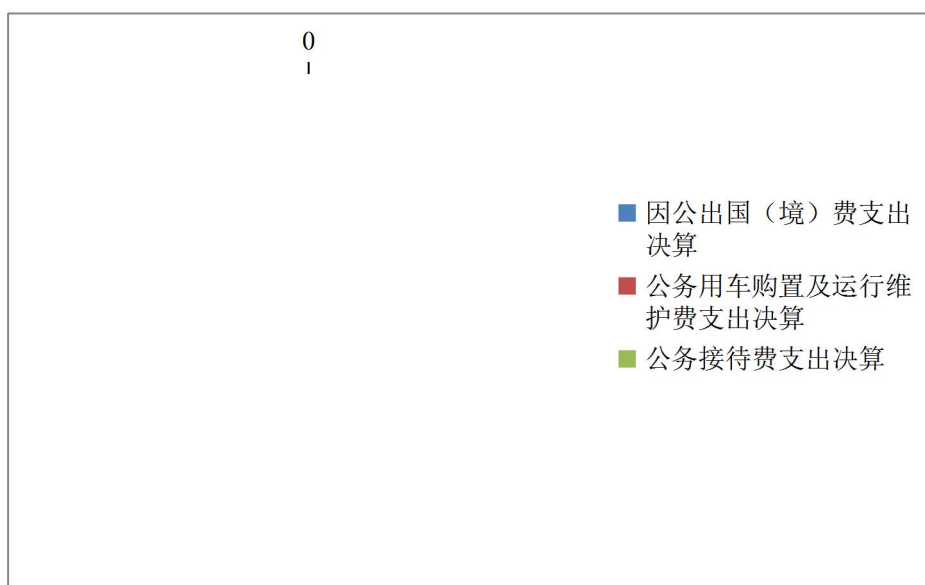 0
因公出国（境）费支出
决算
公务用车购置及运行维
护费支出决算
公务接待费支出决算